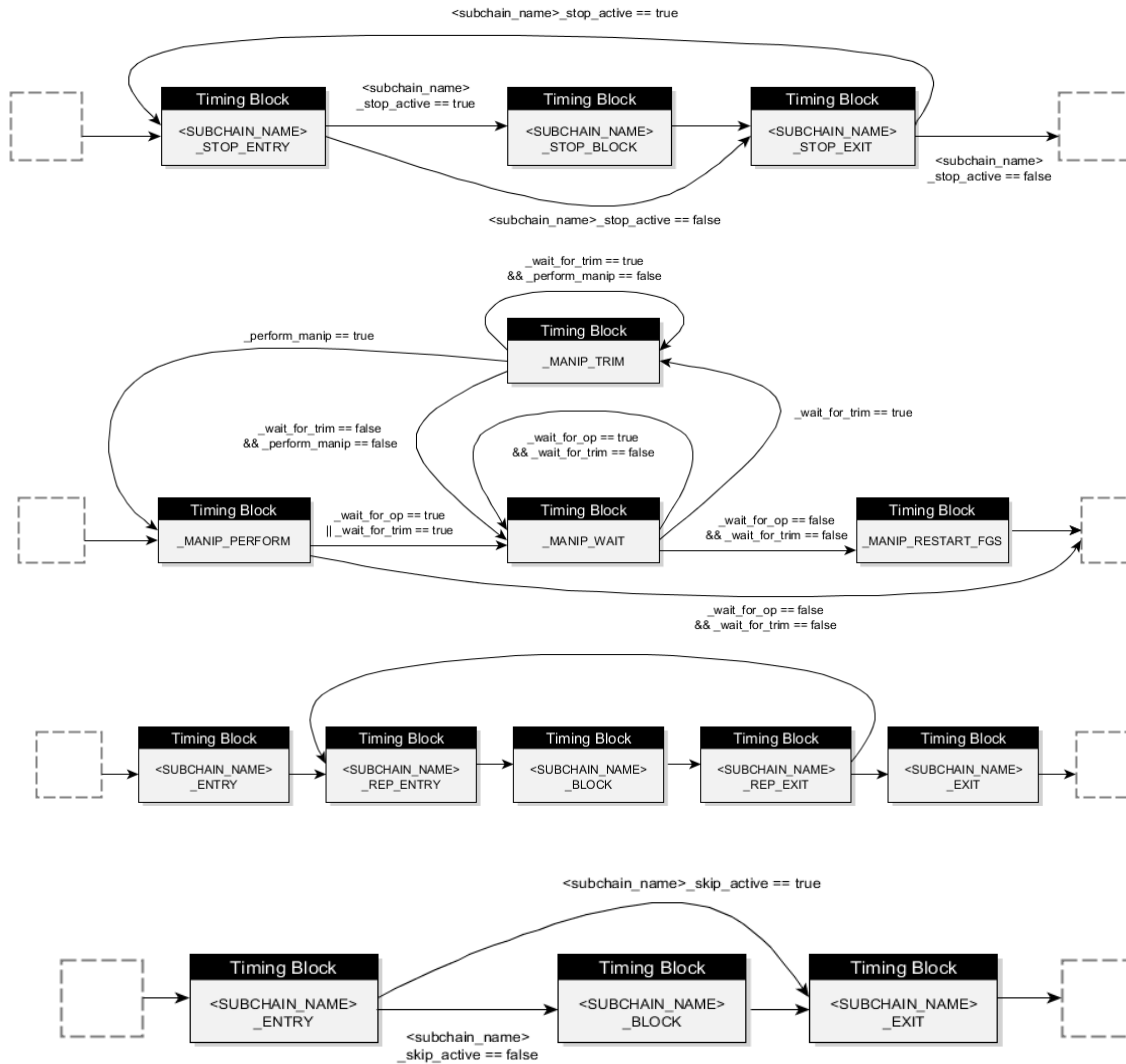 <subchain_name>_stop_active == true
Timing Block
<SUBCHAIN_NAME>
_STOP_ENTRY
<subchain_name>
_stop_active == true
Timing Block
<SUBCHAIN_NAME>
_STOP_BLOCK
Timing Block
<SUBCHAIN_NAME>
_STOP_EXIT
<subchain_name>
_stop_active == false
<subchain_name>_stop_active == false
_wait_for_trim == true
&& _perform_manip == false
Timing Block
_MANIP_TRIM
_perform_manip == true
_wait_for_trim == false
&& _perform_manip == false
_wait_for_op == true
&& _wait_for_trim == false
_wait_for_trim == true
Timing Block
_MANIP_PERFORM
_wait_for_op == true
|| _wait_for_trim == true
Timing Block
_MANIP_WAIT
_wait_for_op == false
&& _wait_for_trim == false
Timing Block
_MANIP_RESTART_FGS
_wait_for_op == false
&& _wait_for_trim == false
Timing Block
<SUBCHAIN_NAME>
_ENTRY
Timing Block
<SUBCHAIN_NAME>
_REP_ENTRY
Timing Block
<SUBCHAIN_NAME>
_BLOCK
Timing Block
<SUBCHAIN_NAME>
_REP_EXIT
Timing Block
<SUBCHAIN_NAME>
_EXIT
<subchain_name>_skip_active == true
Timing Block
<SUBCHAIN_NAME>
_ENTRY
<subchain_name>
_skip_active == false
Timing Block
<SUBCHAIN_NAME>
_BLOCK
Timing Block
<SUBCHAIN_NAME>
_EXIT